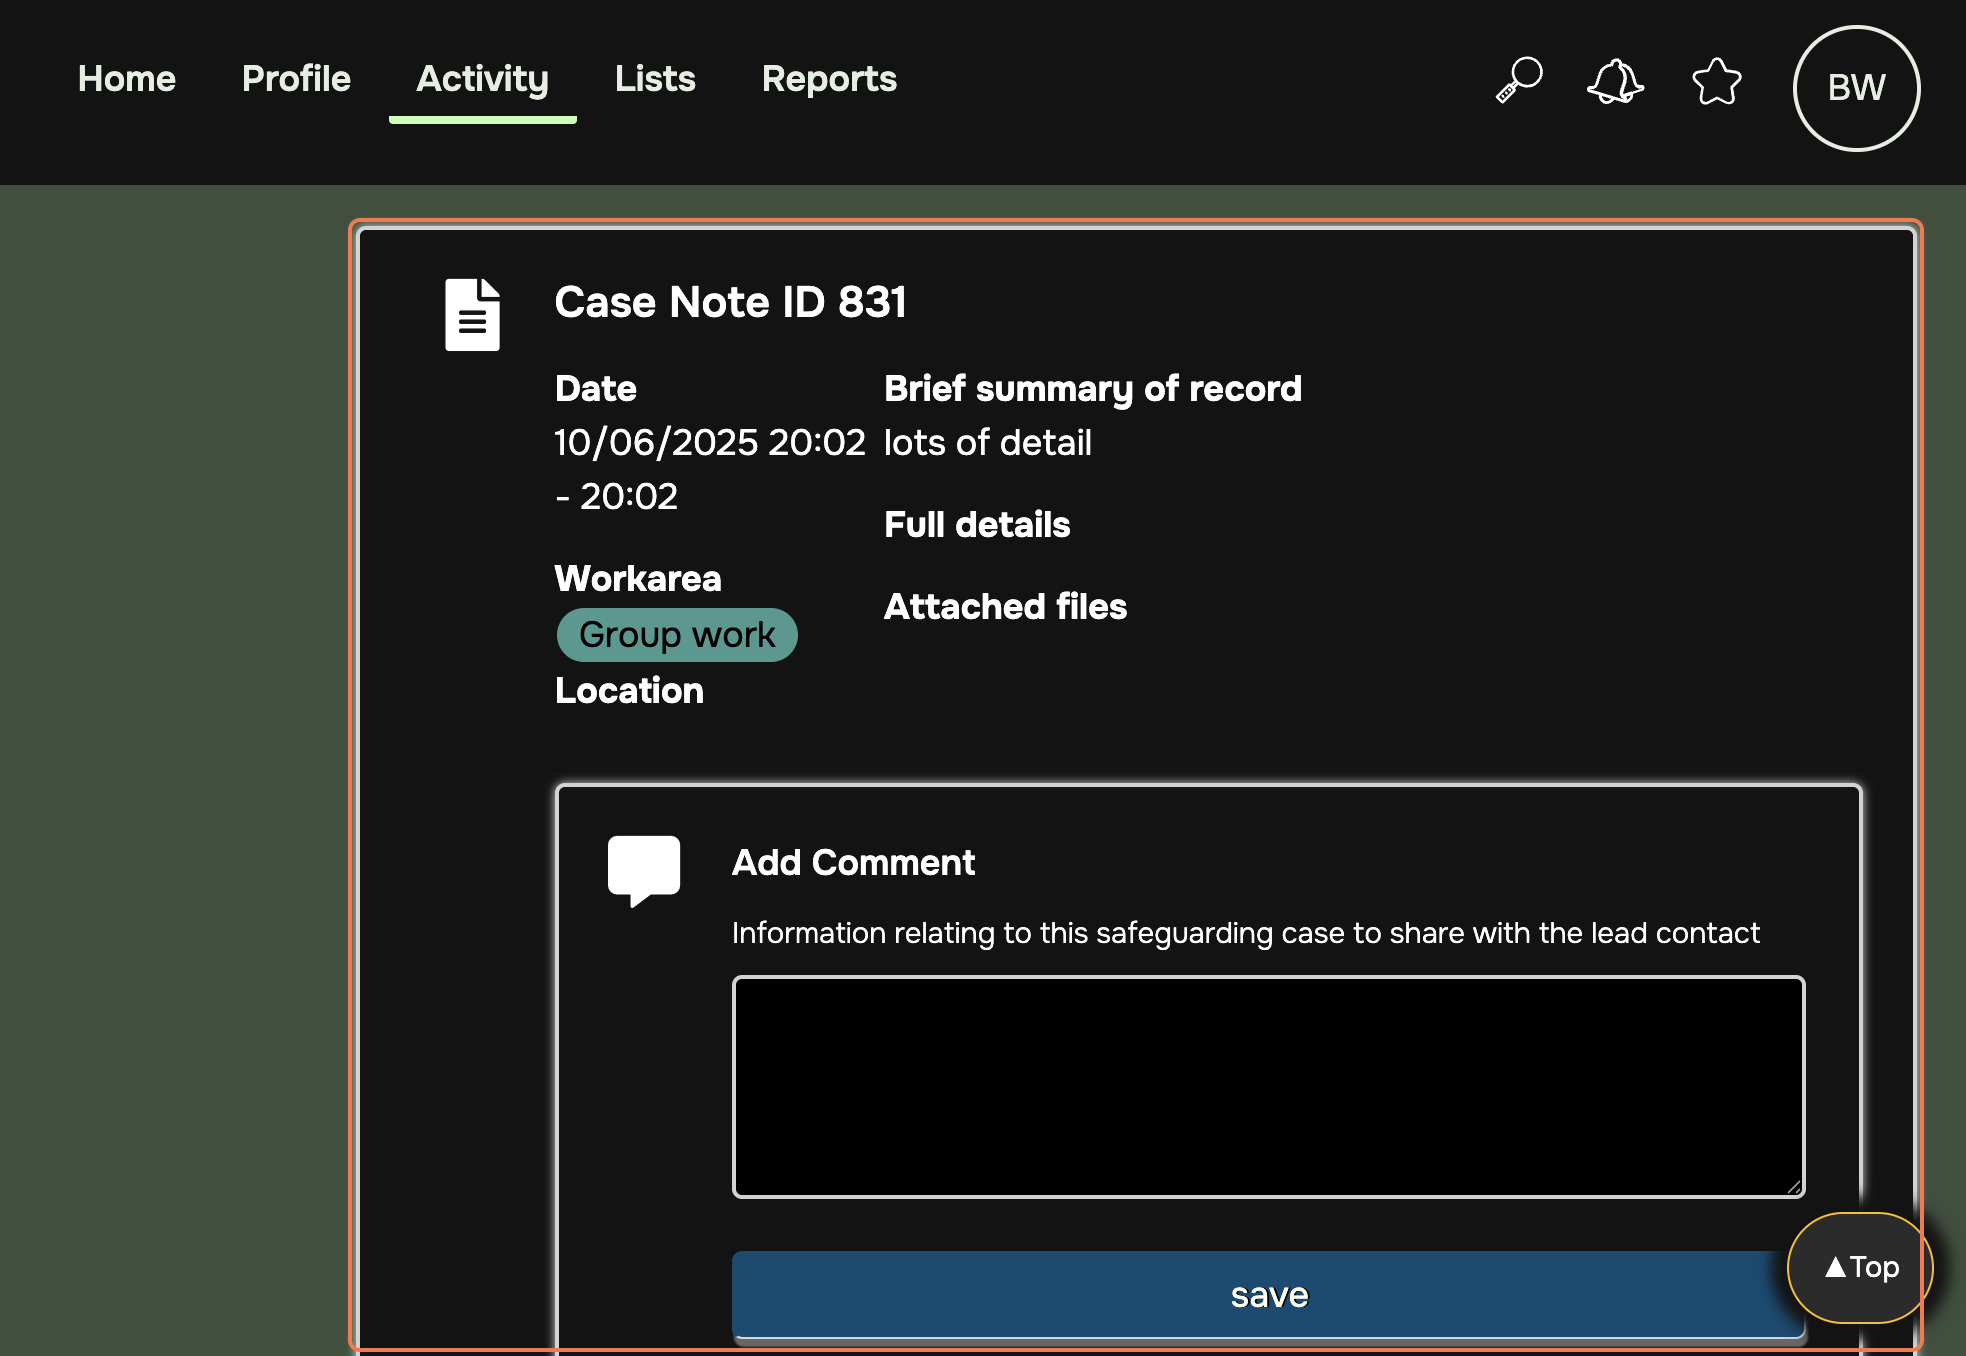 Home Profile Activity Lists Reports
BW
Case Note ID 831
Date
10/06/2025 20:02
- 20:02
Workarea
Group work
Location
Brief summary of record
lots of detail
Full details
Attached files
Add Comment
Information relating to this safeguarding case to share with the lead contact
save
▲Top